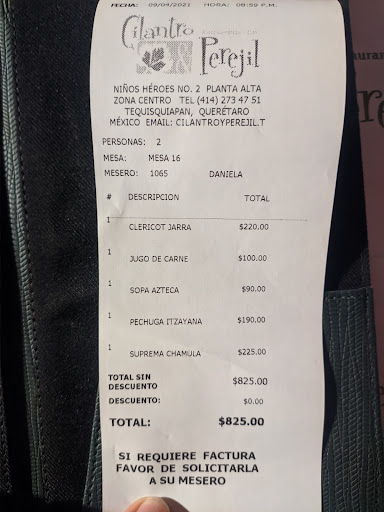 FECHA: 09/04/2021 HORA: 08:59 P.M.
Cilantro
Perejil
NIÑOS HÉROES NO. 2 PLANTA ALTA
ZONA CENTRO TEL (414) 273 47 51
TEQUISQUIAPAN, QUERÉTARO
MÉXICO EMAIL: CILANTROYPEREJIL.T
PERSONAS: 2
MESA: MESA 16
MESERO: 1065 DANIELA
# DESCRIPCION TOTAL
1 CLERICOT JARRA $220.00
1 JUGO DE CARNE $100.00
1 SOPA AZTECA $90.00
1 PECHUGA ITZAYANA $190.00
1 SUPREMA CHAMULA $225.00
TOTAL SIN
DESCUENTO $825.00
DESCUENTO: $0.00
TOTAL: $825.00
SI REQUIERE FACTURA
FAVOR DE SOLICITARLA
A SU MESERO